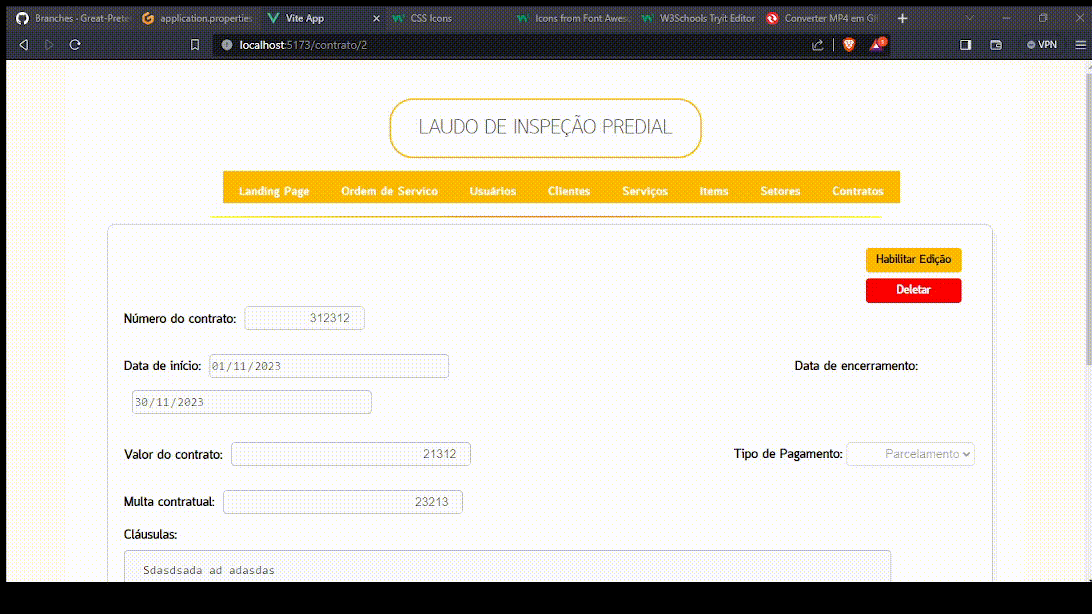 Branches - Great-Prete
application.properties
Vite App
CSS Icons
Icons from Font Aweso
W3Schools Tryit Editor
Converter MP4 em GIF
localhost:5173/contrato/2
VPN
LAUDO DE INSPEÇÃO PREDIAL
Landing Page Ordem de Servico Usuários Clientes Serviços Items Setores Contratos
Habilitar Edição
Deletar
Número do contrato: 312312
Data de início: 01/11/2023 Data de encerramento:
30/11/2023
Valor do contrato: 21312 Tipo de Pagamento: Parcelamento
Multa contratual: 23213
Cláusulas:
Sdasdsada ad adasdas